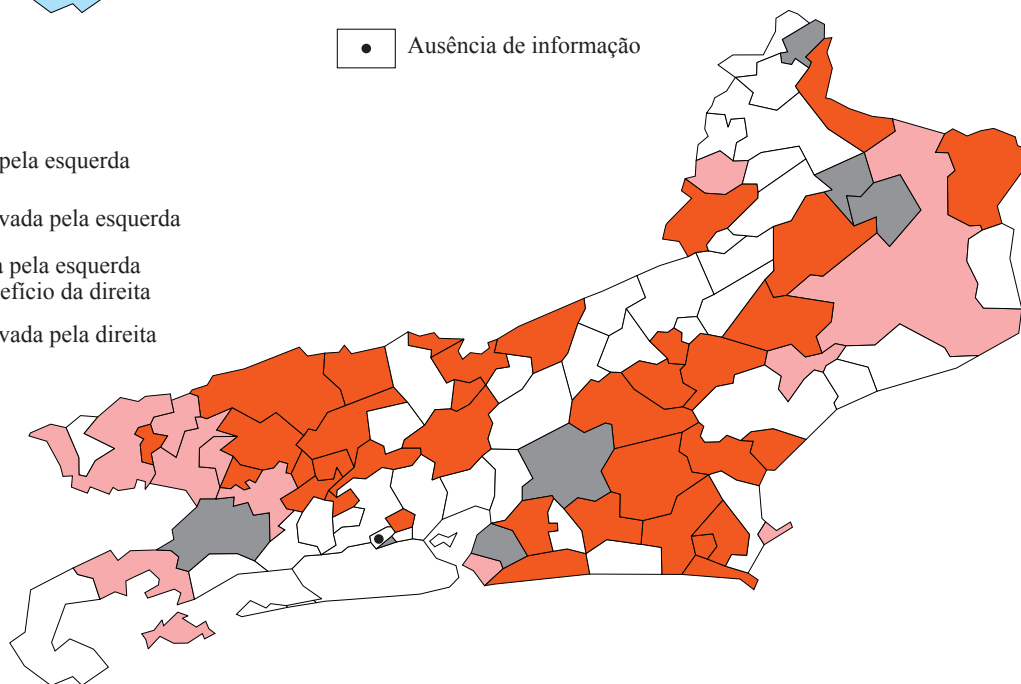 Ausência de informação
pela esquerda
vada pela esquerda
a pela esquerda
efício da direita
vada pela direita